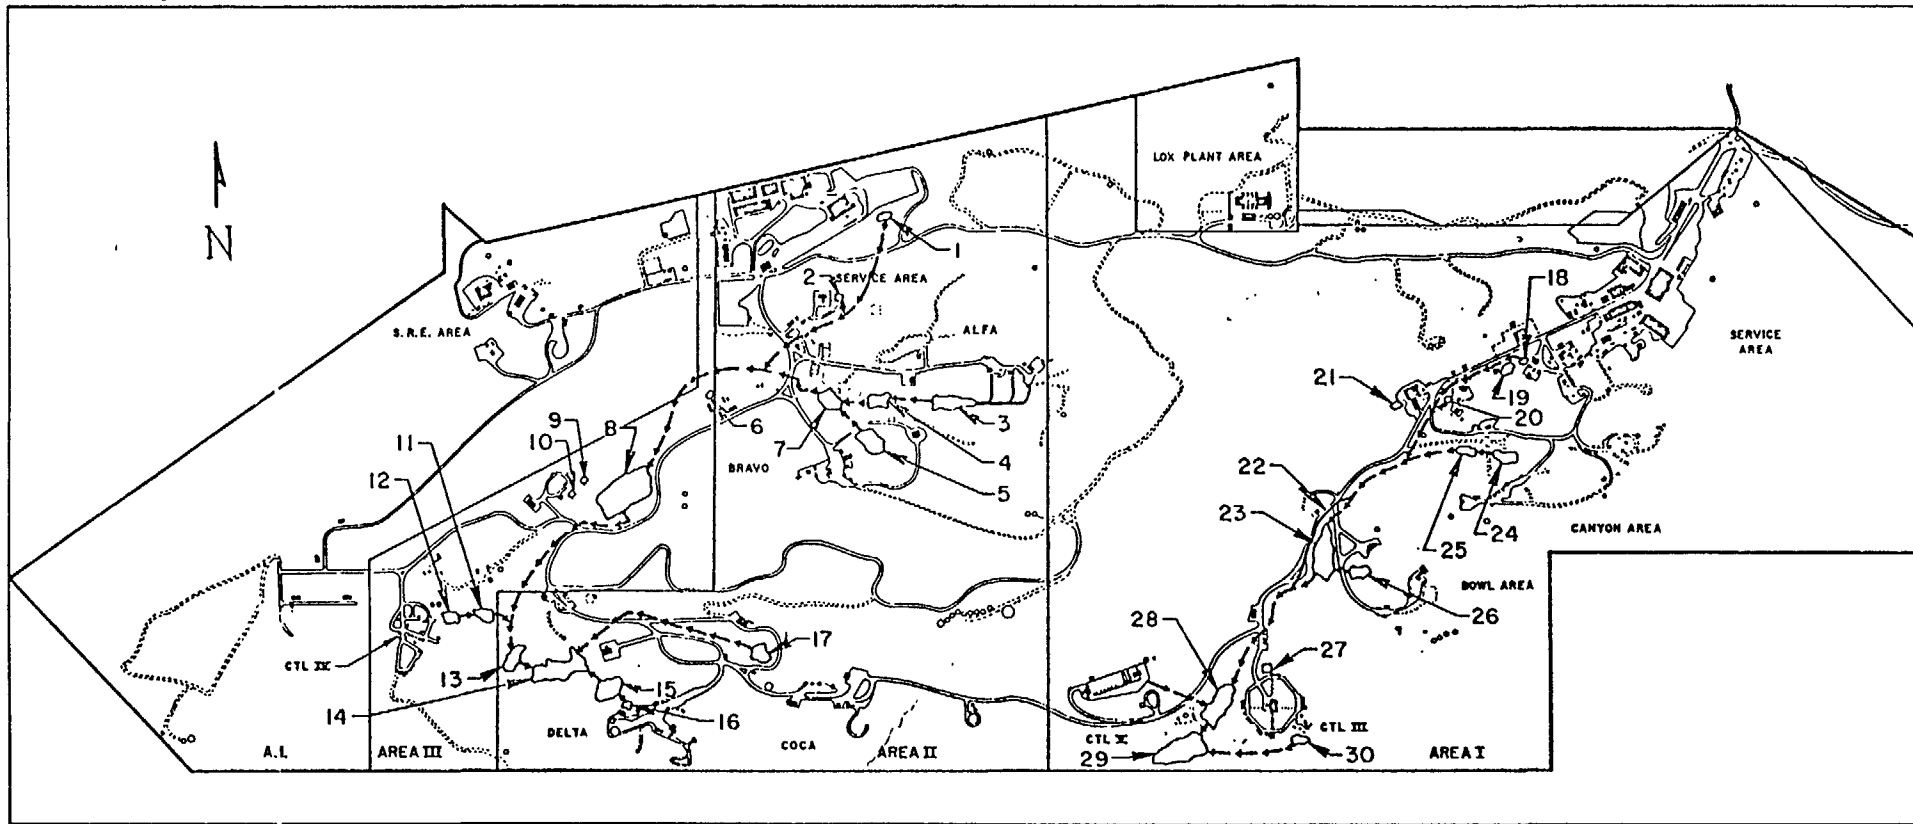 LOX PLANT AREA
N
1
2
SERVICE AREA
18
S.R.E. AREA
ALFA
SERVICE
AREA
21
19
20
6
3
9
8
7
11
10
4
BRAVO
12
5
22
23
24
CANYON AREA
25
BOWL AREA
26
28
17
27
CTL IV
13
15
14
16
DELTA
COCA
CTL V
CTL III
A.I.
AREA III
AREA II
29
30
AREA I